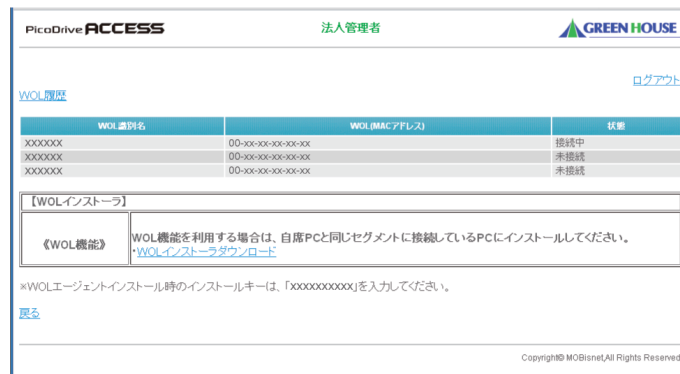 PicoDrive ACCESS 法人管理者 GREEN HOUSE
ログアウト
WOL履歴
WOL識別名 WOL(MACアドレス) 状態
XXXXXX 00-xx-xx-xx-xx-xx 接続中
XXXXXX 00-xx-xx-xx-xx-xx 未接続
XXXXXX 00-xx-xx-xx-xx-xx 未接続
【WOLインストーラ】
《WOL機能》 WOL機能を利用する場合は、自席PCと同じセグメントに接続しているPCにインストールしてください。
・WOLインストーラダウンロード
※WOLエージェントインストール時のインストールキーは、「xxxxxxxxxx」を入力してください。
戻る
Copyright© MOBisnet,All Rights Reserved